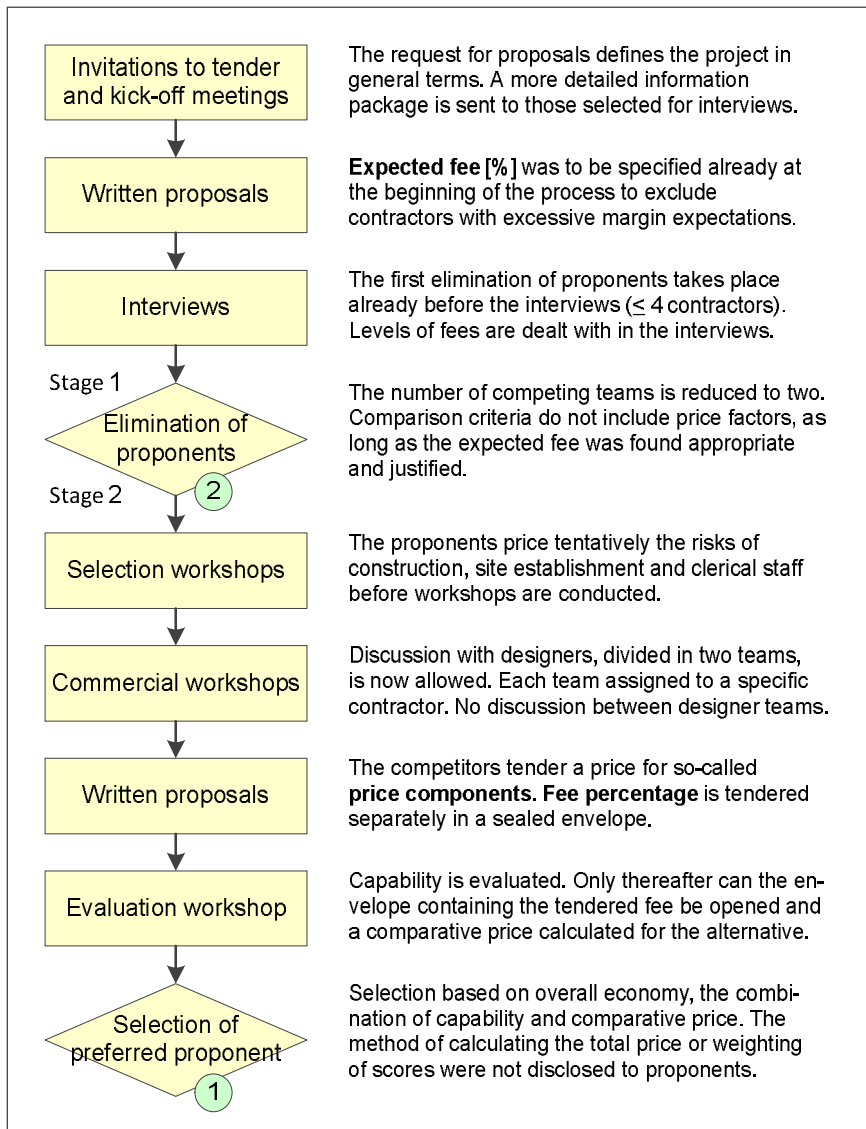 Invitations to tender
and kick-off meetings
The request for proposals defines the project in
general terms. A more detailed information
package is sent to those selected for interviews.
Written proposals
Expected fee [%] was to be specified already at
the beginning of the process to exclude
contractors with excessive margin expectations.
Interviews
The first elimination of proponents takes place
already before the interviews (≤ 4 contractors).
Levels of fees are dealt with in the interviews.
Stage 1
Elimination of
proponents
2
Stage 2
The number of competing teams is reduced to two.
Comparison criteria do not include price factors, as
long as the expected fee was found appropriate
and justified.
Selection workshops
The proponents price tentatively the risks of
construction, site establishment and clerical staff
before workshops are conducted.
Commercial workshops
Discussion with designers, divided in two teams,
is now allowed. Each team assigned to a specific
contractor. No discussion between designer teams.
Written proposals
The competitors tender a price for so-called
price components. Fee percentage is tendered
separately in a sealed envelope.
Evaluation workshop
Capability is evaluated. Only thereafter can the en-
velope containing the tendered fee be opened and
a comparative price calculated for the alternative.
Selection of
preferred proponent
1
Selection based on overall economy, the combi-
nation of capability and comparative price. The
method of calculating the total price or weighting
of scores were not disclosed to proponents.